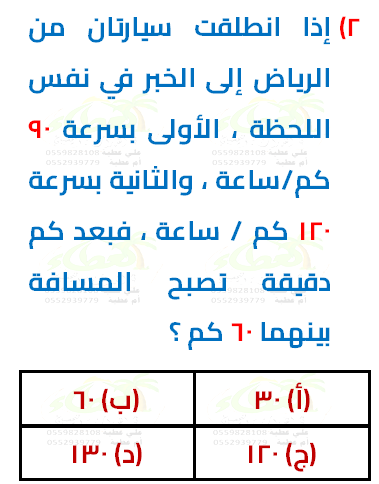 ٢) إذا انطلقت سيارتان من
الرياض إلى الخبر في نفس
اللحظة ، الأولى بسرعة ٩٠
كم/ساعة ، والثانية بسرعة
١٢٠ كم / ساعة ، فبعد كم
دقيقة تصبح المسافة
بينهما ٦٠ كم ؟
(أ) ٣٠
(ب) ٦٠
(ج) ١٢٠
(د) ١٣٠